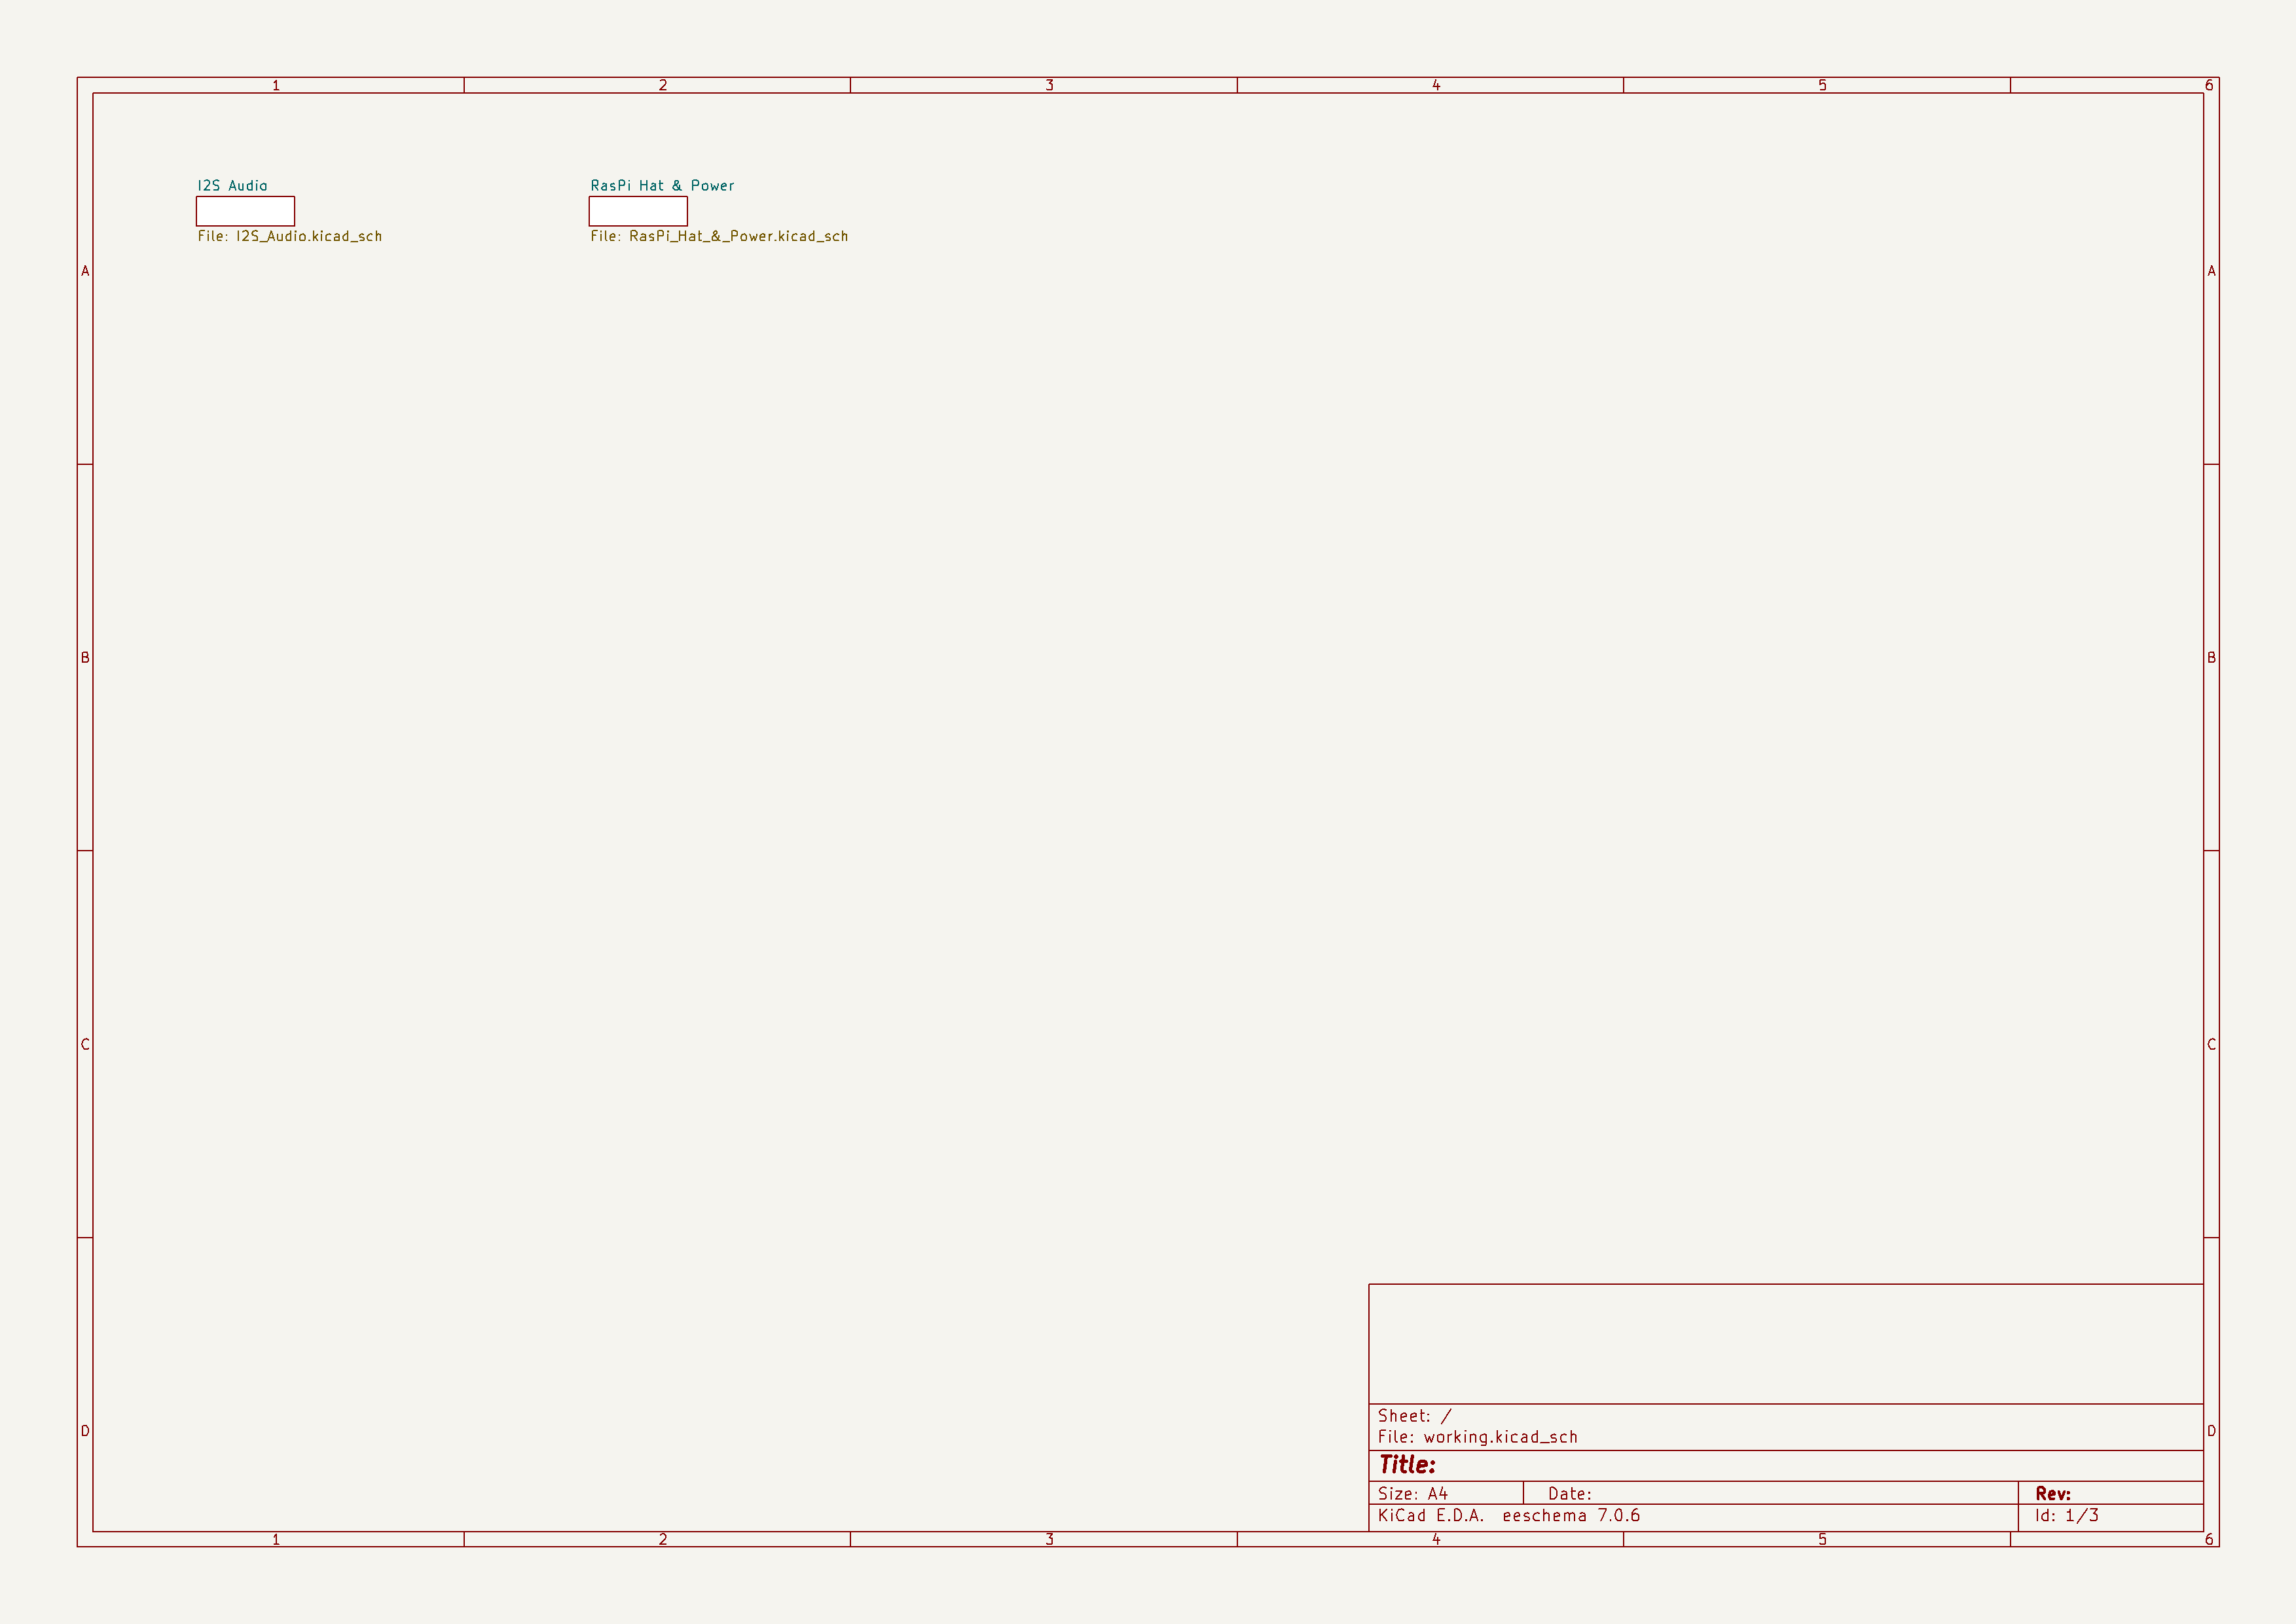 1 2 3 4 5 6
I2S Audio
RasPi Hat & Power
File: I2S_Audio.kicad_sch
File: RasPi_Hat_&_Power.kicad_sch
A A
B B
C C
Sheet: /
File: working.kicad_sch
D D
Title:
Size: A4 Date: Rev:
KiCad E.D.A. eeschema 7.0.6 Id: 1/3
1 2 3 4 5 6